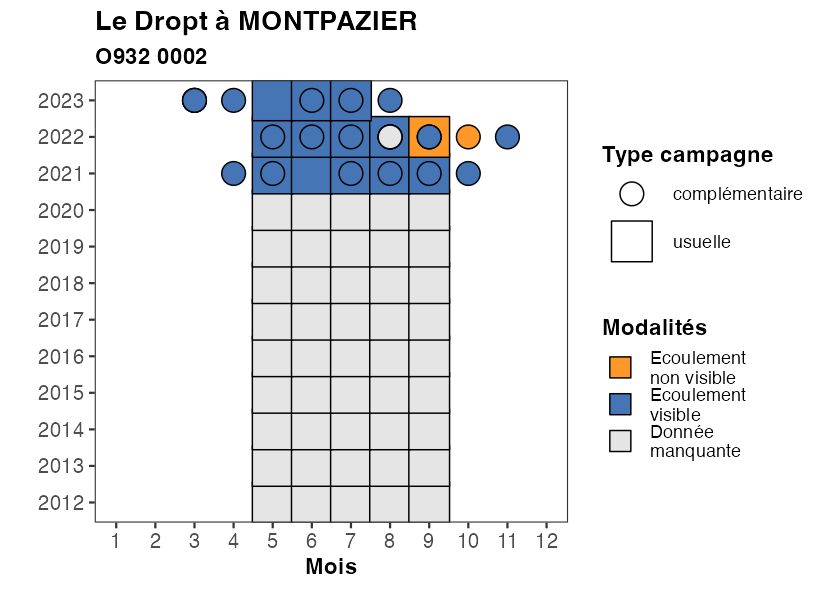 Le Dropt à MONTPAZIER
O932 0002
2023
2022
2021
2020
2019
2018
2017
2016
2015
2014
2013
2012
1 2 3 4 5 6 7 8 9 10 11 12
Mois
Type campagne
complémentaire
usuelle
Modalités
Ecoulement
non visible
Ecoulement
visible
Donnée
manquante